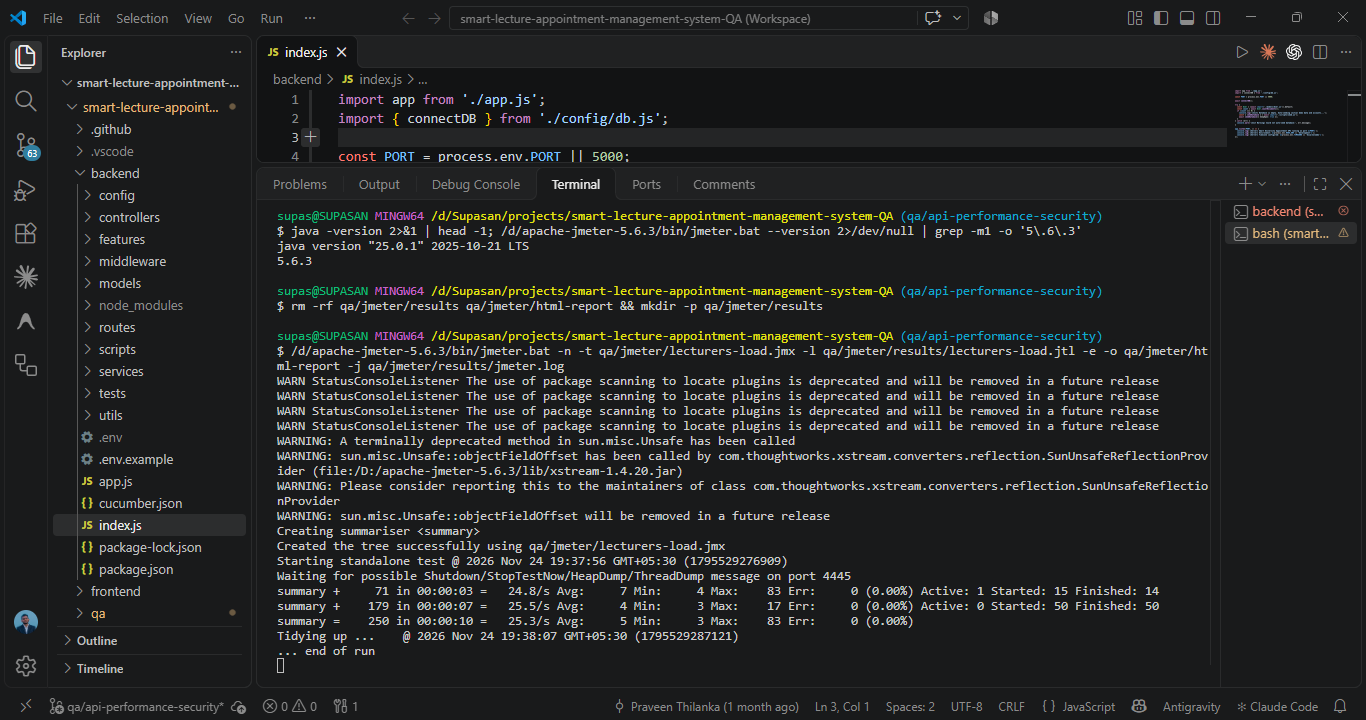 File Edit Selection View Go Run ...
smart-lecture-appointment-management-system-QA (Workspace)
Explorer
smart-lecture-appointment-...
smart-lecture-appoint...
.github
.vscode
backend
config
controllers
features
middleware
models
node_modules
routes
scripts
services
tests
utils
.env
.env.example
JS app.js
{} cucumber.json
JS index.js
{} package-lock.json
{} package.json
frontend
qa
Outline
Timeline
63
JS index.js
backend > JS index.js > ...
1 import app from './app.js';
2 import { connectDB } from './config/db.js';
3
4 const PORT = process.env.PORT || 5000;
Problems Output Debug Console Terminal Ports Comments
backend (s...
bash (smart...
supas@SUPASAN MINGW64 /d/Supasan/projects/smart-lecture-appointment-management-system-QA (qa/api-performance-security)
$ java -version 2>&1 | head -1; /d/apache-jmeter-5.6.3/bin/jmeter.bat --version 2>/dev/null | grep -m1 -o '5\.6\.3'
java version "25.0.1" 2025-10-21 LTS
5.6.3
supas@SUPASAN MINGW64 /d/Supasan/projects/smart-lecture-appointment-management-system-QA (qa/api-performance-security)
$ rm -rf qa/jmeter/results qa/jmeter/html-report && mkdir -p qa/jmeter/results
supas@SUPASAN MINGW64 /d/Supasan/projects/smart-lecture-appointment-management-system-QA (qa/api-performance-security)
$ /d/apache-jmeter-5.6.3/bin/jmeter.bat -n -t qa/jmeter/lecturers-load.jmx -l qa/jmeter/results/lecturers-load.jtl -e -o qa/jmeter/ht
ml-report -j qa/jmeter/results/jmeter.log
WARN StatusConsoleListener The use of package scanning to locate plugins is deprecated and will be removed in a future release
WARN StatusConsoleListener The use of package scanning to locate plugins is deprecated and will be removed in a future release
WARN StatusConsoleListener The use of package scanning to locate plugins is deprecated and will be removed in a future release
WARN StatusConsoleListener The use of package scanning to locate plugins is deprecated and will be removed in a future release
WARNING: A terminally deprecated method in sun.misc.Unsafe has been called
WARNING: sun.misc.Unsafe::objectFieldOffset has been called by com.thoughtworks.xstream.converters.reflection.SunUnsafeReflectionProv
ider (file:/D:/apache-jmeter-5.6.3/lib/xstream-1.4.20.jar)
WARNING: Please consider reporting this to the maintainers of class com.thoughtworks.xstream.converters.reflection.SunUnsafeReflectio
nProvider
WARNING: sun.misc.Unsafe::objectFieldOffset will be removed in a future release
Creating summariser <summary>
Created the tree successfully using qa/jmeter/lecturers-load.jmx
Starting standalone test @ 2026 Nov 24 19:37:56 GMT+05:30 (1795529276909)
Waiting for possible Shutdown/StopTestNow/HeapDump/ThreadDump message on port 4445
summary +     71 in 00:00:03 =   24.8/s Avg:     7 Min:     4 Max:    83 Err:     0 (0.00%) Active: 1 Started: 15 Finished: 14
summary +    179 in 00:00:07 =   25.5/s Avg:     4 Min:     3 Max:    17 Err:     0 (0.00%) Active: 0 Started: 50 Finished: 50
summary =    250 in 00:00:10 =   25.3/s Avg:     5 Min:     3 Max:    83 Err:     0 (0.00%)
Tidying up ...    @ 2026 Nov 24 19:38:07 GMT+05:30 (1795529287121)
... end of run
qa/api-performance-security* 0 0 1 Praveen Thilanka (1 month ago) Ln 3, Col 1 Spaces: 2 UTF-8 CRLF {} JavaScript Antigravity Claude Code